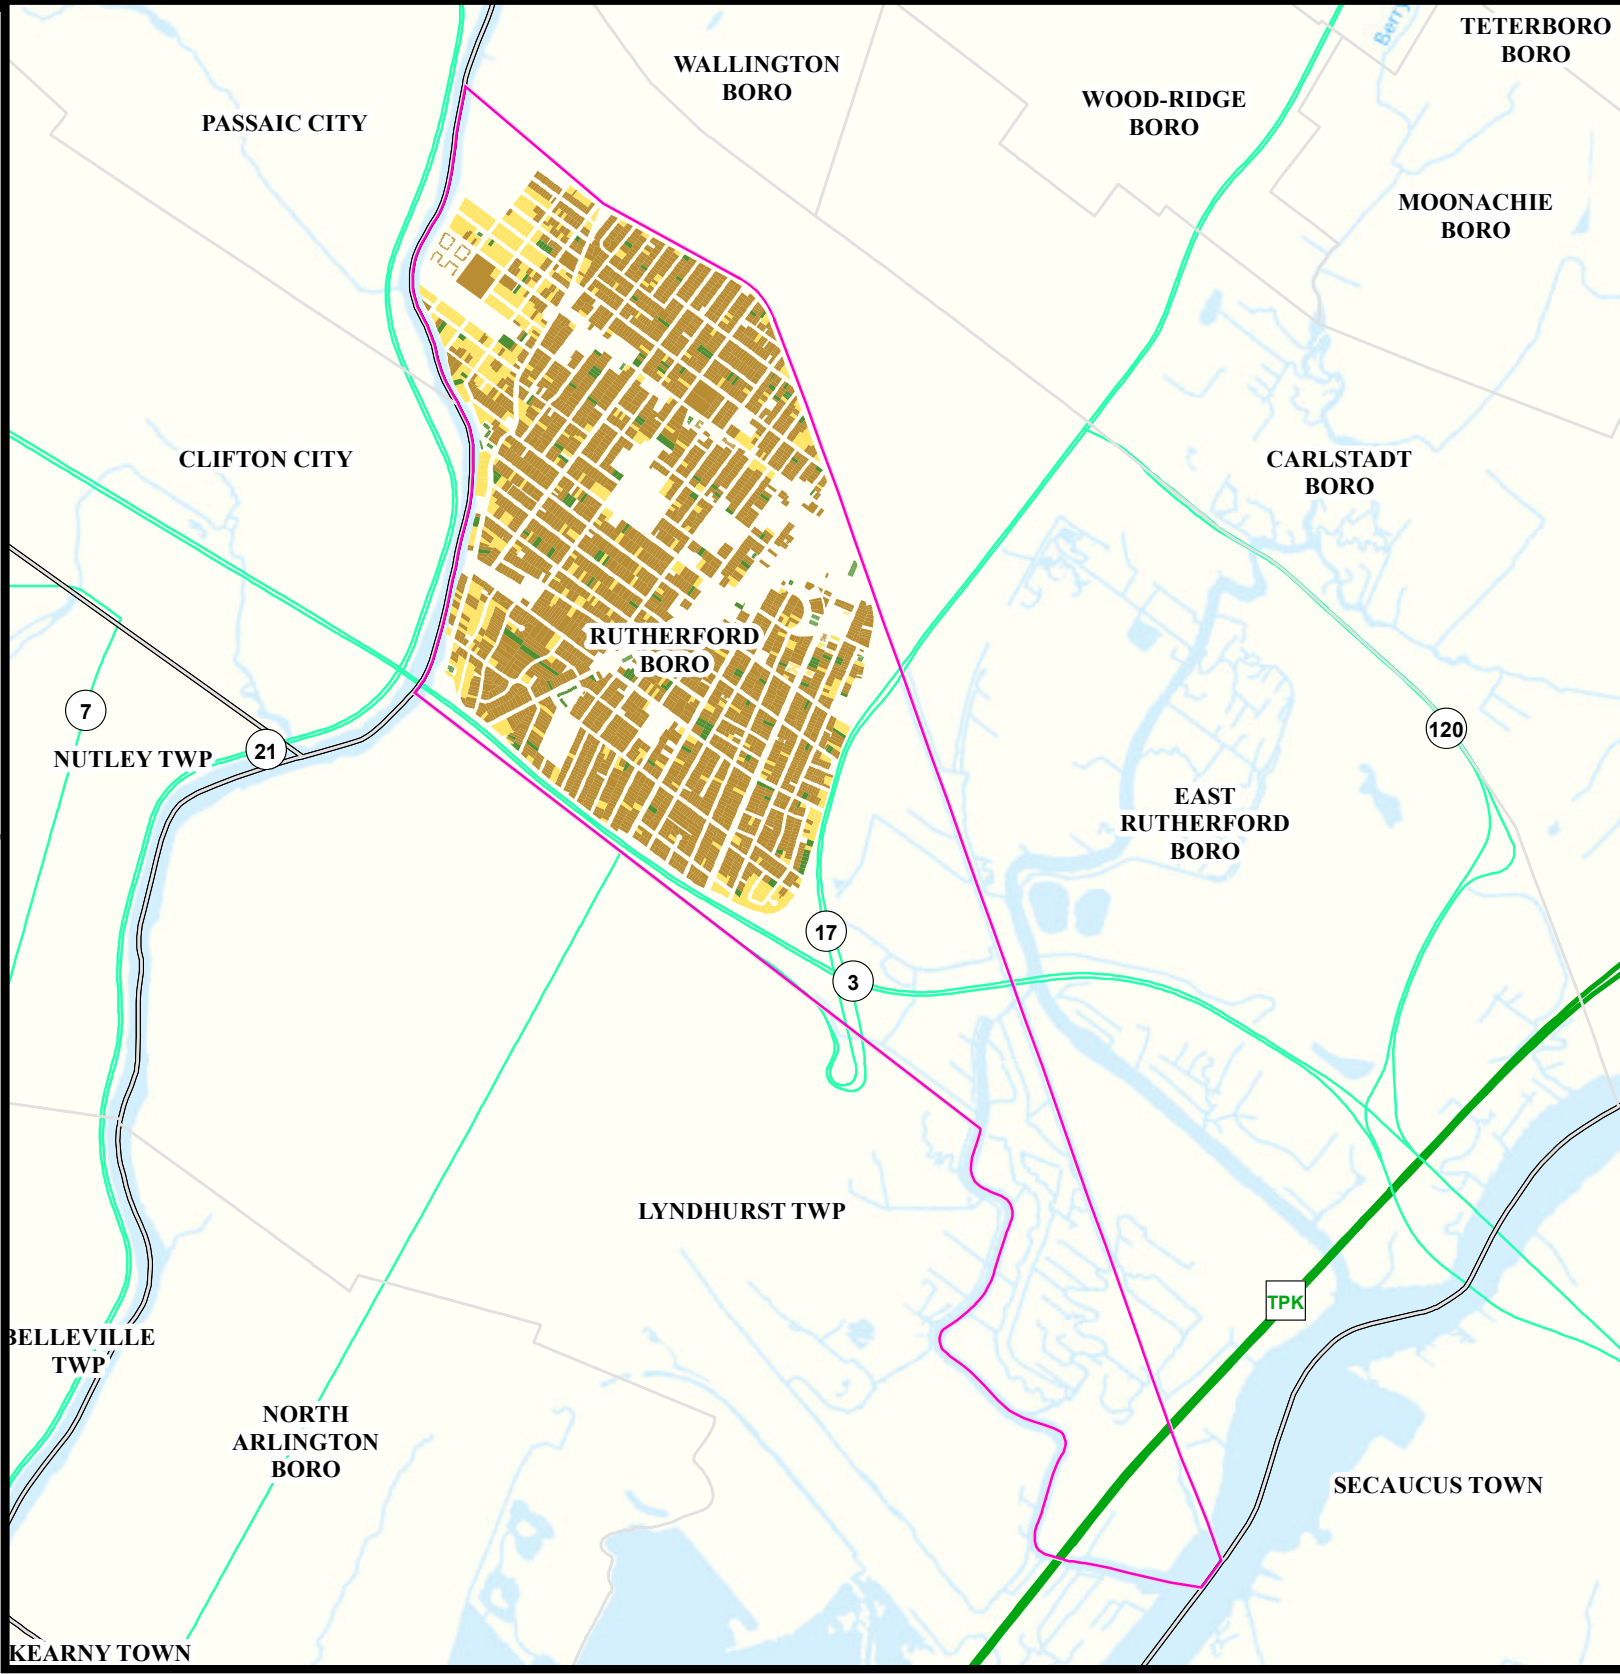 TETERBORO
BORO
Berry
WALLINGTON
BORO
WOOD-RIDGE
BORO
PASSAIC CITY
MOONACHIE
BORO
CLIFTON CITY
CARLSTADT
BORO
RUTHERFORD
BORO
7
120
21
NUTLEY TWP
EAST
RUTHERFORD
BORO
17
3
LYNDHURST TWP
TPK
BELLEVILLE
TWP
NORTH
ARLINGTON
BORO
SECAUCUS TOWN
KEARNY TOWN